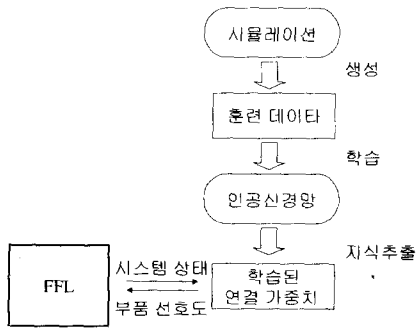 시뮬레이션
생성
훈련 데이타
학습
인공신경망
지식추출
시스템 상태
FFL
학습된
연결 가중치
부품 선호도